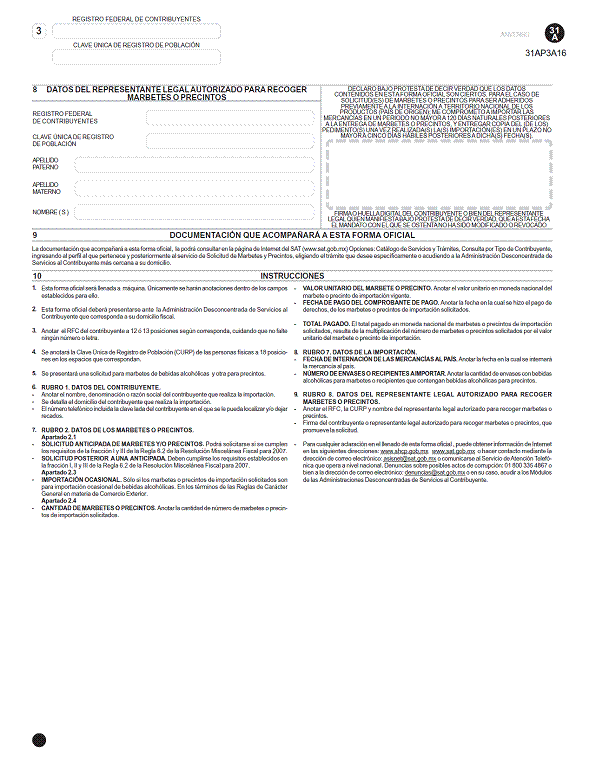 REGISTRO FEDERAL DE CONTRIBUYENTES
3
CLAVE ÚNICA DE REGISTRO DE POBLACIÓN
ANVERSO
31
A
31AP3A16
8 DATOS DEL REPRESENTANTE LEGAL AUTORIZADO PARA RECOGER
MARBETES O PRECINTOS
REGISTRO FEDERAL
DE CONTRIBUYENTES
CLAVE ÚNICA DE REGISTRO
DE POBLACIÓN
APELLIDO
PATERNO
APELLIDO
MATERNO
NOMBRE ( S )
DECLARO BAJO PROTESTA DE DECIR VERDAD QUE LOS DATOS
CONTENIDOS EN ESTA FORMA OFICIAL SON CIERTOS. PARA EL CASO DE
SOLICITUD(ES) DE MARBETES O PRECINTOS PARA SER ADHERIDOS
PREVIAMENTE A LA INTERNACIÓN A TERRITORIO NACIONAL DE LOS
PRODUCTOS (PAÍS DE ORIGEN); ME COMPROMETO A IMPORTAR LAS
MERCANCÍAS EN UN PERÍODO NO MAYOR A 120 DÍAS NATURALES POSTERIORES
A LA ENTREGA DE MARBETES O PRECINTOS, Y ENTREGAR COPIA DEL (DE LOS)
PEDIMENTO(S) UNA VEZ REALIZADA(S) LA(S) IMPORTACIÓN(ES) EN UN PLAZO NO
MAYOR A CINCO DÍAS HÁBILES POSTERIORES A DICHA(S) FECHA(S).
FIRMA O HUELLA DIGITAL DEL CONTRIBUYENTE O BIEN DEL REPRESENTANTE
LEGAL QUIEN MANIFIESTA BAJO PROTESTA DE DECIR VERDAD, QUE A ESTA FECHA
EL MANDATO CON EL QUE SE OSTENTA NO HA SIDO MODIFICADO O REVOCADO
9 DOCUMENTACIÓN QUE ACOMPAÑARÁ A ESTA FORMA OFICIAL
La documentación que acompañará a esta forma oficial, la podrá consultar en la página de Internet del SAT (www.sat.gob.mx) Opciones: Catálogo de Servicios y Trámites, Consulta por Tipo de Contribuyente,
ingresando al perfil al que pertenece y posteriormente al servicio de Solicitud de Marbetes y Precintos, eligiendo el trámite que desee específicamente o acudiendo a la Administración Desconcentrada de
Servicios al Contribuyente más cercana a su domicilio.
10 INSTRUCCIONES
1. Esta forma oficial será llenada a máquina. Únicamente se harán anotaciones dentro de los campos
establecidos para ello.
2. Esta forma oficial deberá presentarse ante la Administración Desconcentrada de Servicios al
Contribuyente que corresponda a su domicilio fiscal.
3. Anotar el RFC del contribuyente a 12 ó 13 posiciones según corresponda, cuidando que no falte
ningún número o letra.
4. Se anotará la Clave Única de Registro de Población (CURP) de las personas físicas a 18 posicio-
nes en los espacios que correspondan.
5. Se presentará una solicitud para marbetes de bebidas alcohólicas y otra para precintos.
6. RUBRO 1. DATOS DEL CONTRIBUYENTE.
- Anotar el nombre, denominación o razón social del contribuyente que realiza la importación.
- Se detalla el domicilio del contribuyente que realiza la importación.
- El número telefónico incluida la clave lada del contribuyente en el que se le pueda localizar y/o dejar
recados.
7. RUBRO 2. DATOS DE LOS MARBETES O PRECINTOS.
Apartado 2.1
- SOLICITUD ANTICIPADA DE MARBETES Y/O PRECINTOS. Podrá solicitarse si se cumplen
los requisitos de la fracción I y III de la Regla 6.2 de la Resolución Miscelánea Fiscal para 2007.
- SOLICITUD POSTERIOR A UNA ANTICIPADA. Deben cumplirse los requisitos establecidos en
la fracción I, II y III de la Regla 6.2 de la Resolución Miscelánea Fiscal para 2007.
Apartado 2.3
- IMPORTACIÓN OCASIONAL. Sólo si los marbetes o precintos de importación solicitados son
para importación ocasional de bebidas alcohólicas. En los términos de las Reglas de Carácter
General en materia de Comercio Exterior.
Apartado 2.4
- CANTIDAD DE MARBETES O PRECINTOS. Anotar la cantidad de número de marbetes o precin-
tos de importación solicitados.
- VALOR UNITARIO DEL MARBETE O PRECINTO. Anotar el valor unitario en moneda nacional del
marbete o precinto de importación vigente.
- FECHA DE PAGO DEL COMPROBANTE DE PAGO. Anotar la fecha en la cual se hizo el pago de
derechos, de los marbetes o precintos de importación solicitados.
- TOTAL PAGADO. El total pagado en moneda nacional de marbetes o precintos de importación
solicitados, resulta de la multiplicación del número de marbetes o precintos solicitados por el valor
unitario del marbete o precinto de importación.
8. RUBRO 7. DATOS DE LA IMPORTACIÓN.
- FECHA DE INTERNACIÓN DE LAS MERCANCÍAS AL PAÍS. Anotar la fecha en la cual se internará
la mercancía al país.
- NÚMERO DE ENVASES O RECIPIENTES A IMPORTAR. Anotar la cantidad de envases con bebidas
alcohólicas para marbetes o recipientes que contengan bebidas alcohólicas para precintos.
9. RUBRO 8. DATOS DEL REPRESENTANTE LEGAL AUTORIZADO PARA RECOGER
MARBETES O PRECINTOS.
- Anotar el RFC, la CURP y nombre del representante legal autorizado para recoger marbetes o
precintos.
- Firma del contribuyente o representante legal autorizado para recoger marbetes o precintos, que
promueve la solicitud.
- Para cualquier aclaración en el llenado de esta forma oficial, puede obtener información de Internet
en las siguientes direcciones: www.shcp.gob.mx www.sat.gob.mx o hacer contacto mediante la
dirección de correo electrónico: asisnet@sat.gob.mx o comunicarse al Servicio de Atención Telefó-
nica que opera a nivel nacional. Denuncias sobre posibles actos de corrupción: 01 800 335 4867 o
bien a la dirección de correo electrónico: denuncias@sat.gob.mx o en su caso, acudir a los Módulos
de las Administraciones Desconcentradas de Servicios al Contribuyente.